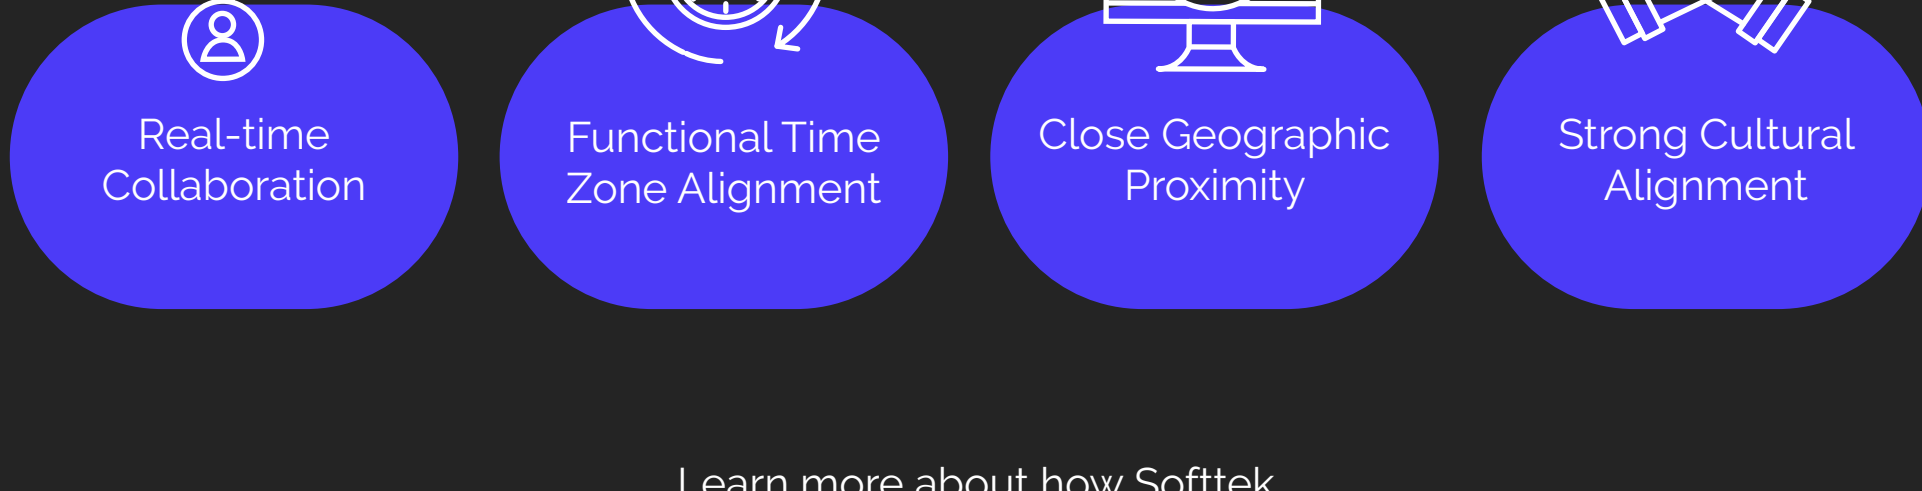 Real-time
Collaboration
Functional Time
Zone Alignment
Close Geographic
Proximity
Strong Cultural
Alignment
Learn more about how Softtek